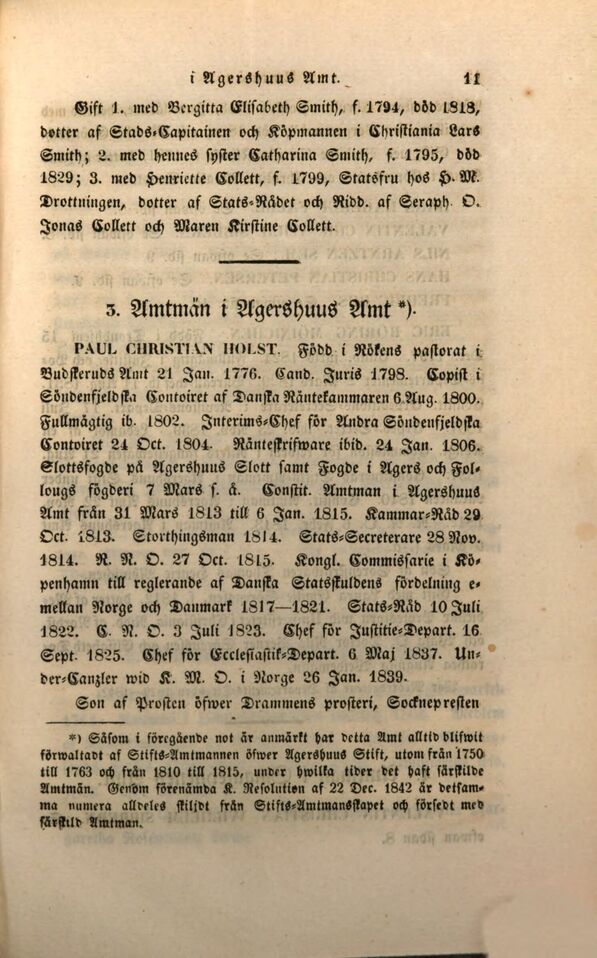 i Agershuus Amt. 11
Gift 1. med Bergitta Elisabeth Smith, f. 1794, död 1818,
dotter af Stads-Capitainen och Köpmannen i Christiania Lars
Smith; 2. med hennes syster Catharina Smith, f. 1795, död
1829; 3. med Henriette Collett, f. 1799, Statsfru hos H. M.
Drottningen, dotter af Stats-Rådet och Ridd. af Seraph. O.
Jonas Collett och Maren Kirstine Collett.
3. Amtmän i Agershuus Amt *).
PAUL CHRISTIAN HOLST. Född i Rökens pastorat i
Budskeruds Amt 21 Jan. 1776. Cand. Juris 1798. Copist i
Söndenfjeldska Contoiret af Danska Räntekammaren 6 Aug. 1800.
Fullmägtig ib. 1802. Interims-Chef för Andra Söndenfjeldska
Contoiret 24 Oct. 1804. Ränteskrifware ibid. 24 Jan. 1806.
Slottsfogde på Agershuus Slott samt Fogde i Agers och Fol-
lougs fögderi 7 Mars s. å. Constit. Amtman i Agershuus
Amt från 31 Mars 1813 till 6 Jan. 1815. Kammar-Råd 29
Oct. 1813. Storthingsman 1814. Stats-Secreterare 28 Nov.
1814. R. N. O. 27 Oct. 1815. Kongl. Commissarie i Kö-
penhamn till reglerande af Danska Statsskuldens fördelning e-
mellan Norge och Danmark 1817—1821. Stats-Råd 10 Juli
1822. C. N. O. 3 Juli 1823. Chef för Justitie-Depart. 16
Sept. 1825. Chef för Ecclesiastik-Depart. 6 Maj 1837. Un-
der-Canzler wid K. M. O. i Norge 26 Jan. 1839.
Son af Prosten öfwer Drammens prosteri, Socknepresten
*) Såsom i föregående not är anmärkt har detta Amt alltid blifwit
förwaltadt af Stifts-Amtmannen öfwer Agershuus Stift, utom från 1750
till 1763 och från 1810 till 1815, under hwilka tider det haft särskilde
Amtmän. Genom förenämda K. Resolution af 22 Dec. 1842 är detsam-
ma numera alldeles skiljdt från Stifts-Amtmansskapet och försedt med
särskild Amtman.